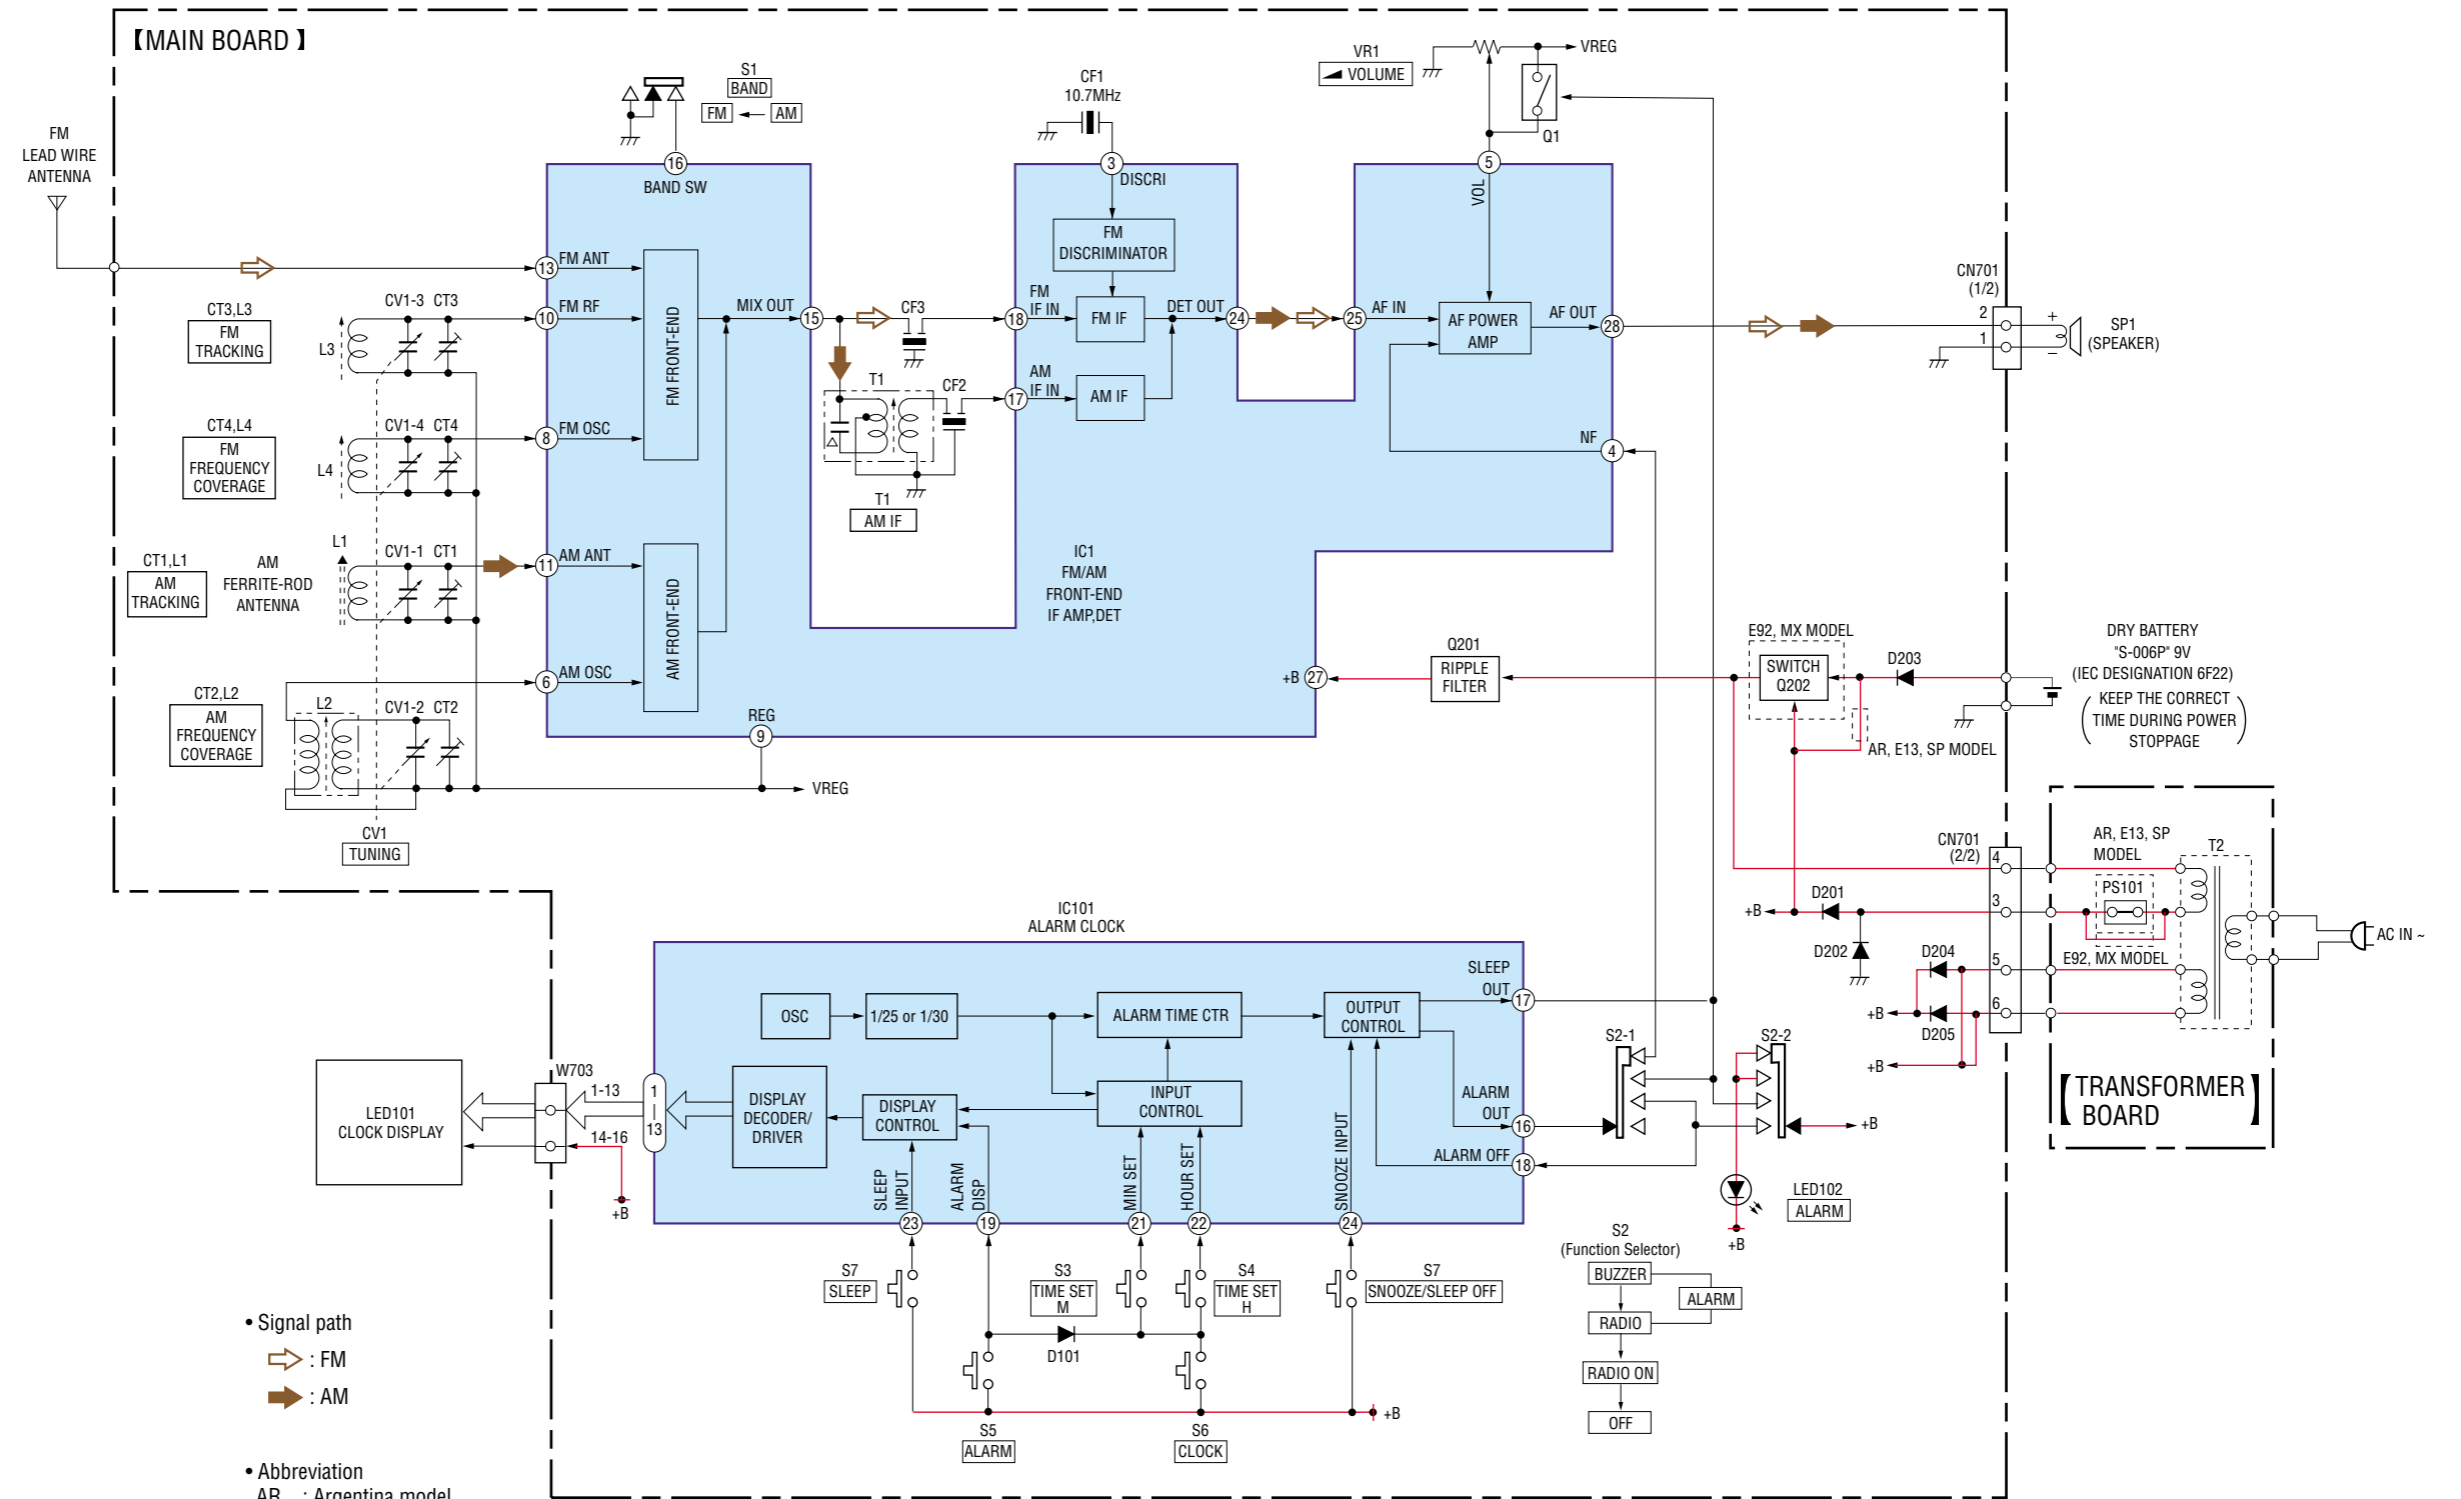 【MAIN BOARD】
FM
LEAD WIRE
ANTENNA
S1
BAND
FM
AM
16
BAND SW
CF1
10.7MHz
3
DISCRI
FM
DISCRIMINATOR
VR1
VOLUME
VREG
Q1
5
VOL
13
FM ANT
CT3,L3
FM
TRACKING
L3
CV1-3
CT3
10
FM RF
FM FRONT-END
MIX OUT
15
CF3
18
FM
IF IN
FM IF
DET OUT
24
25
AF IN
AF POWER
AMP
AF OUT
28
CN701
(1/2)
2
1
+
−
SP1
(SPEAKER)
CT4,L4
FM
FREQUENCY
COVERAGE
L4
CV1-4
CT4
8
FM OSC
T1
CF2
T1
AM IF
17
AM
IF IN
AM IF
NF
4
CT1,L1
AM
TRACKING
AM
FERRITE-ROD
ANTENNA
L1
CV1-1
CT1
11
AM ANT
AM FRONT-END
IC1
FM/AM
FRONT-END
IF AMP,DET
CT2,L2
AM
FREQUENCY
COVERAGE
L2
CV1-2
CT2
6
AM OSC
REG
9
VREG
CV1
TUNING
+B
27
Q201
RIPPLE
FILTER
E92, MX MODEL
SWITCH
Q202
D203
AR, E13, SP MODEL
DRY BATTERY
"S-006P" 9V
(IEC DESIGNATION 6F22)
(KEEP THE CORRECT
TIME DURING POWER
STOPPAGE)
CN701
(2/2)
4
3
5
6
AR, E13, SP
MODEL
PS101
E92, MX MODEL
T2
AC IN ~
【TRANSFORMER
BOARD】
+B
D201
D202
D204
D205
+B
+B
IC101
ALARM CLOCK
OSC
1/25 or 1/30
ALARM TIME CTR
OUTPUT
CONTROL
SLEEP
OUT
17
ALARM
OUT
16
ALARM OFF
18
DISPLAY
DECODER/
DRIVER
DISPLAY
CONTROL
INPUT
CONTROL
1
13
W703
1-13
14-16
+B
LED101
CLOCK DISPLAY
SLEEP
INPUT
ALARM
DISP
MIN SET
HOUR SET
SNOOZE INPUT
23
19
21
22
24
S7
SLEEP
S3
TIME SET
M
S4
TIME SET
H
S7
SNOOZE/SLEEP OFF
D101
S5
ALARM
S6
CLOCK
+B
S2-1
S2-2
+B
LED102
ALARM
+B
S2
(Function Selector)
BUZZER
ALARM
RADIO
RADIO ON
OFF
• Signal path
: FM
: AM
• Abbreviation
AR : Argentina model